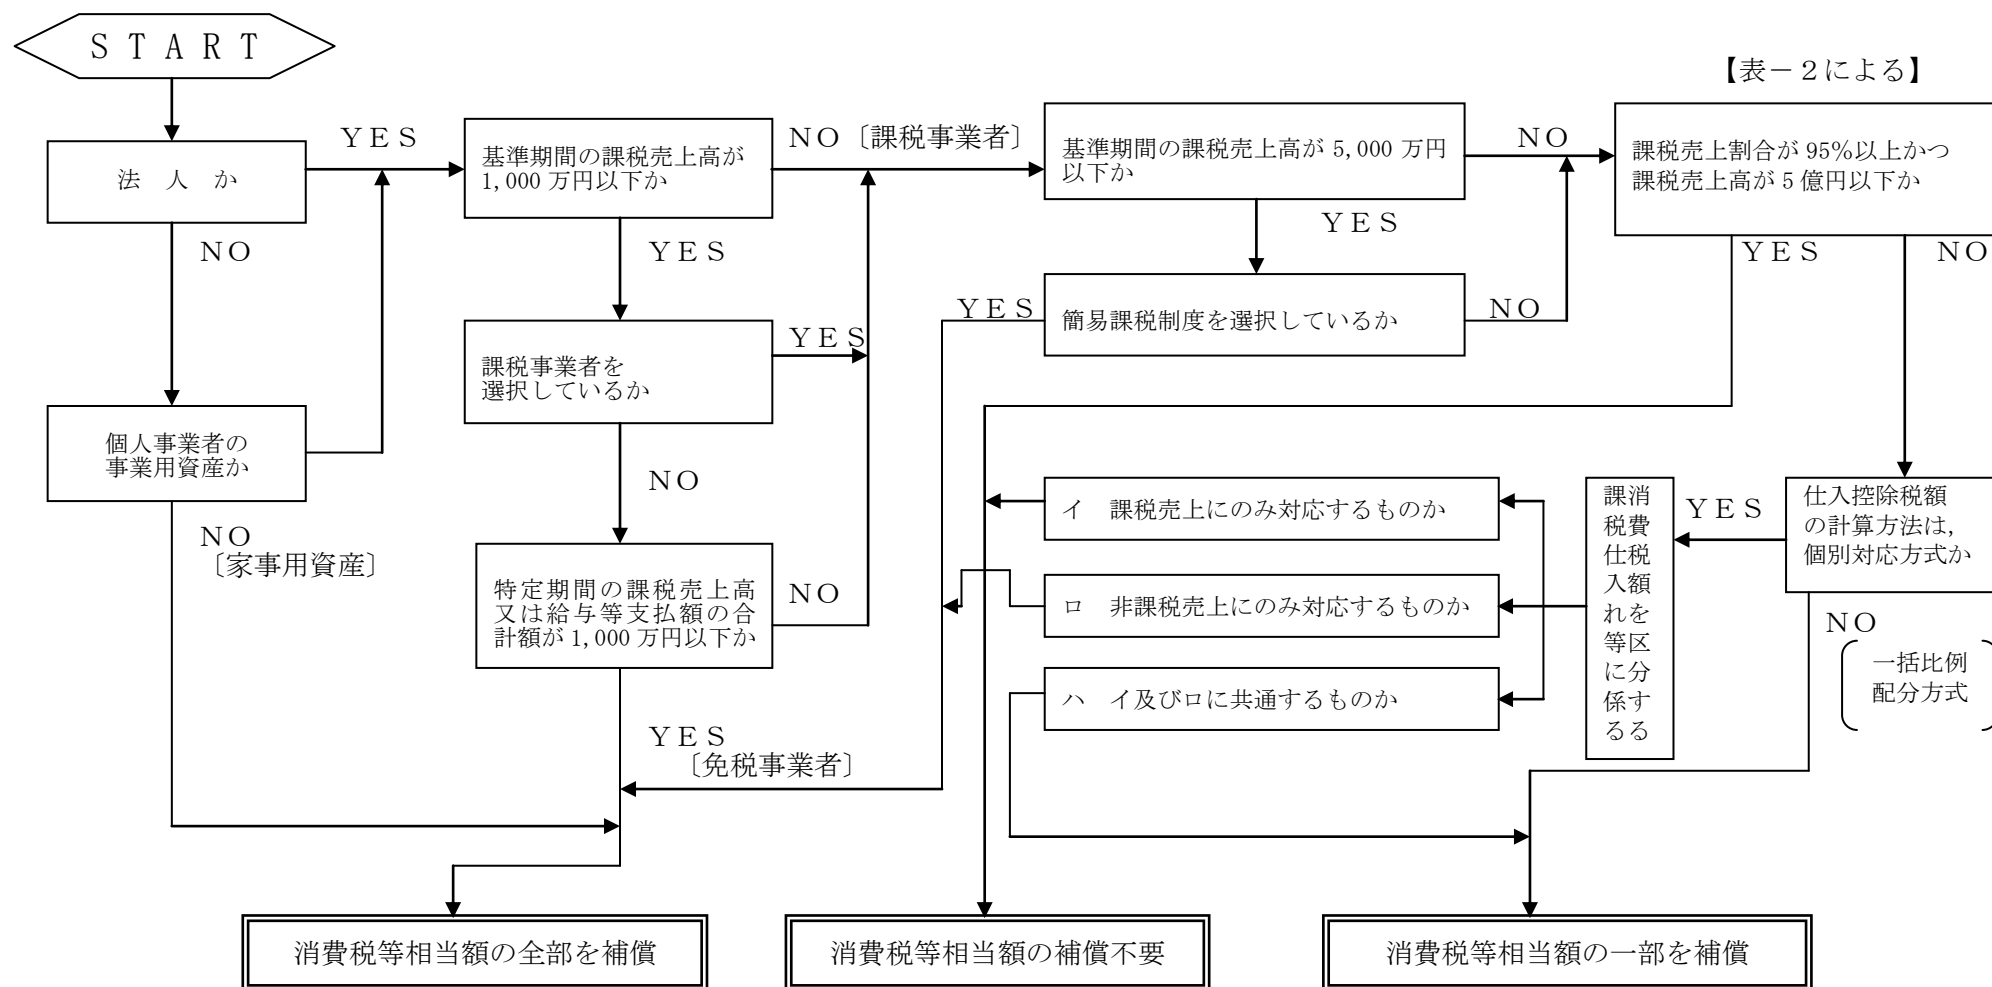 ＳＴＡＲＴ
【表－２による】
法　人　か
ＹＥＳ
ＮＯ
基準期間の課税売上高が
1,000 万円以下か
ＮＯ〔課税事業者〕
ＹＥＳ
基準期間の課税売上高が 5,000 万円
以下か
ＮＯ
ＹＥＳ
課税売上割合が 95％以上かつ
課税売上高が 5 億円以下か
ＹＥＳ
ＮＯ
課税事業者を
選択しているか
ＹＥＳ
ＮＯ
ＹＥＳ
簡易課税制度を選択しているか
ＮＯ
個人事業者の
事業用資産か
ＮＯ
〔家事用資産〕
特定期間の課税売上高
又は給与等支払額の合
計額が 1,000 万円以下か
ＮＯ
ＹＥＳ
〔免税事業者〕
イ　課税売上にのみ対応するものか
ロ　非課税売上にのみ対応するものか
ハ　イ及びロに共通するものか
課税仕入れ等に係る
消費税額を区分する
ＹＥＳ
仕入控除税額
の計算方法は，
個別対応方式か
ＮＯ
一括比例
配分方式
消費税等相当額の全部を補償
消費税等相当額の補償不要
消費税等相当額の一部を補償